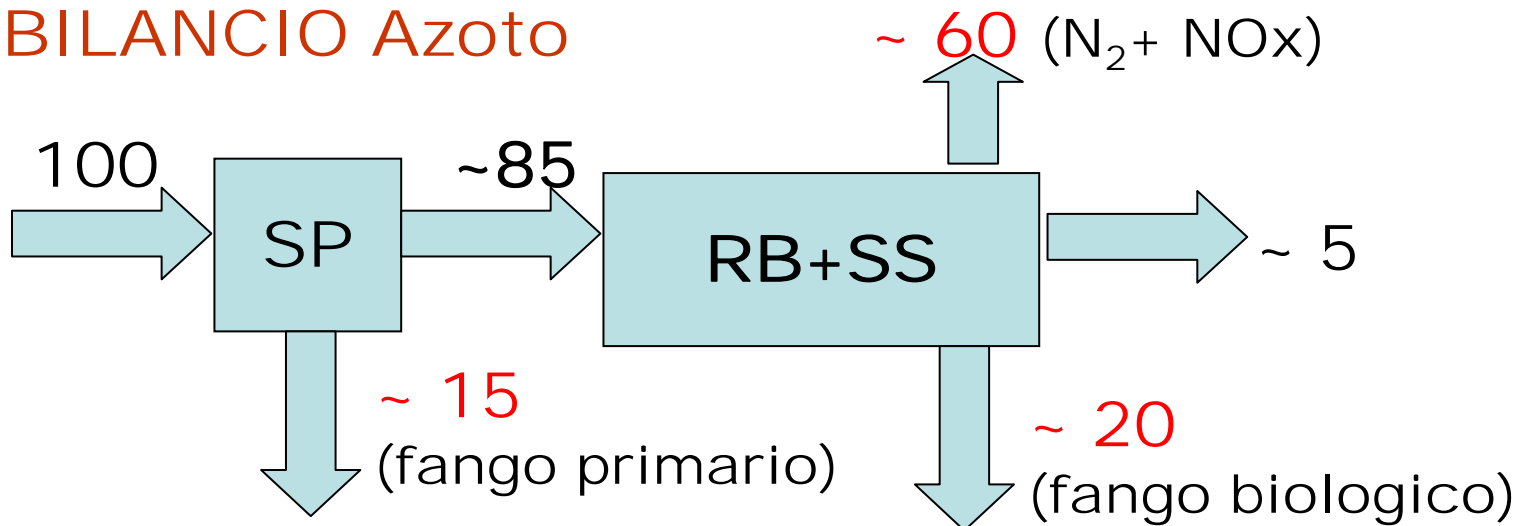 BILANCIO Azoto
~ 60 (N₂+ NOx)
100
~85
SP
RB+SS
~ 5
~ 15
(fango primario)
~ 20
(fango biologico)